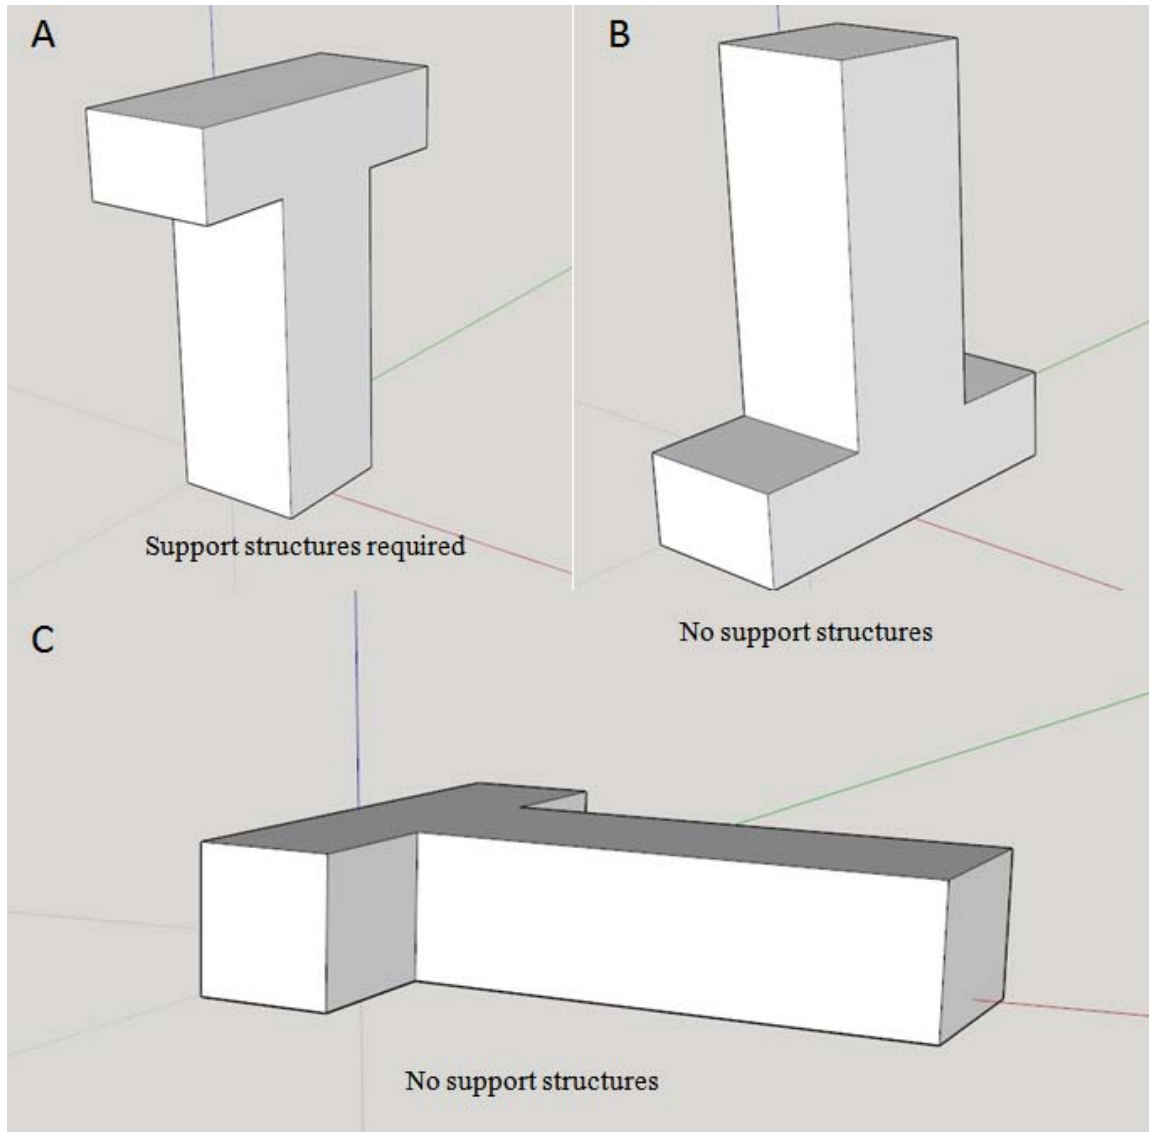 A
B
Support structures required
No support structures
C
No support structures